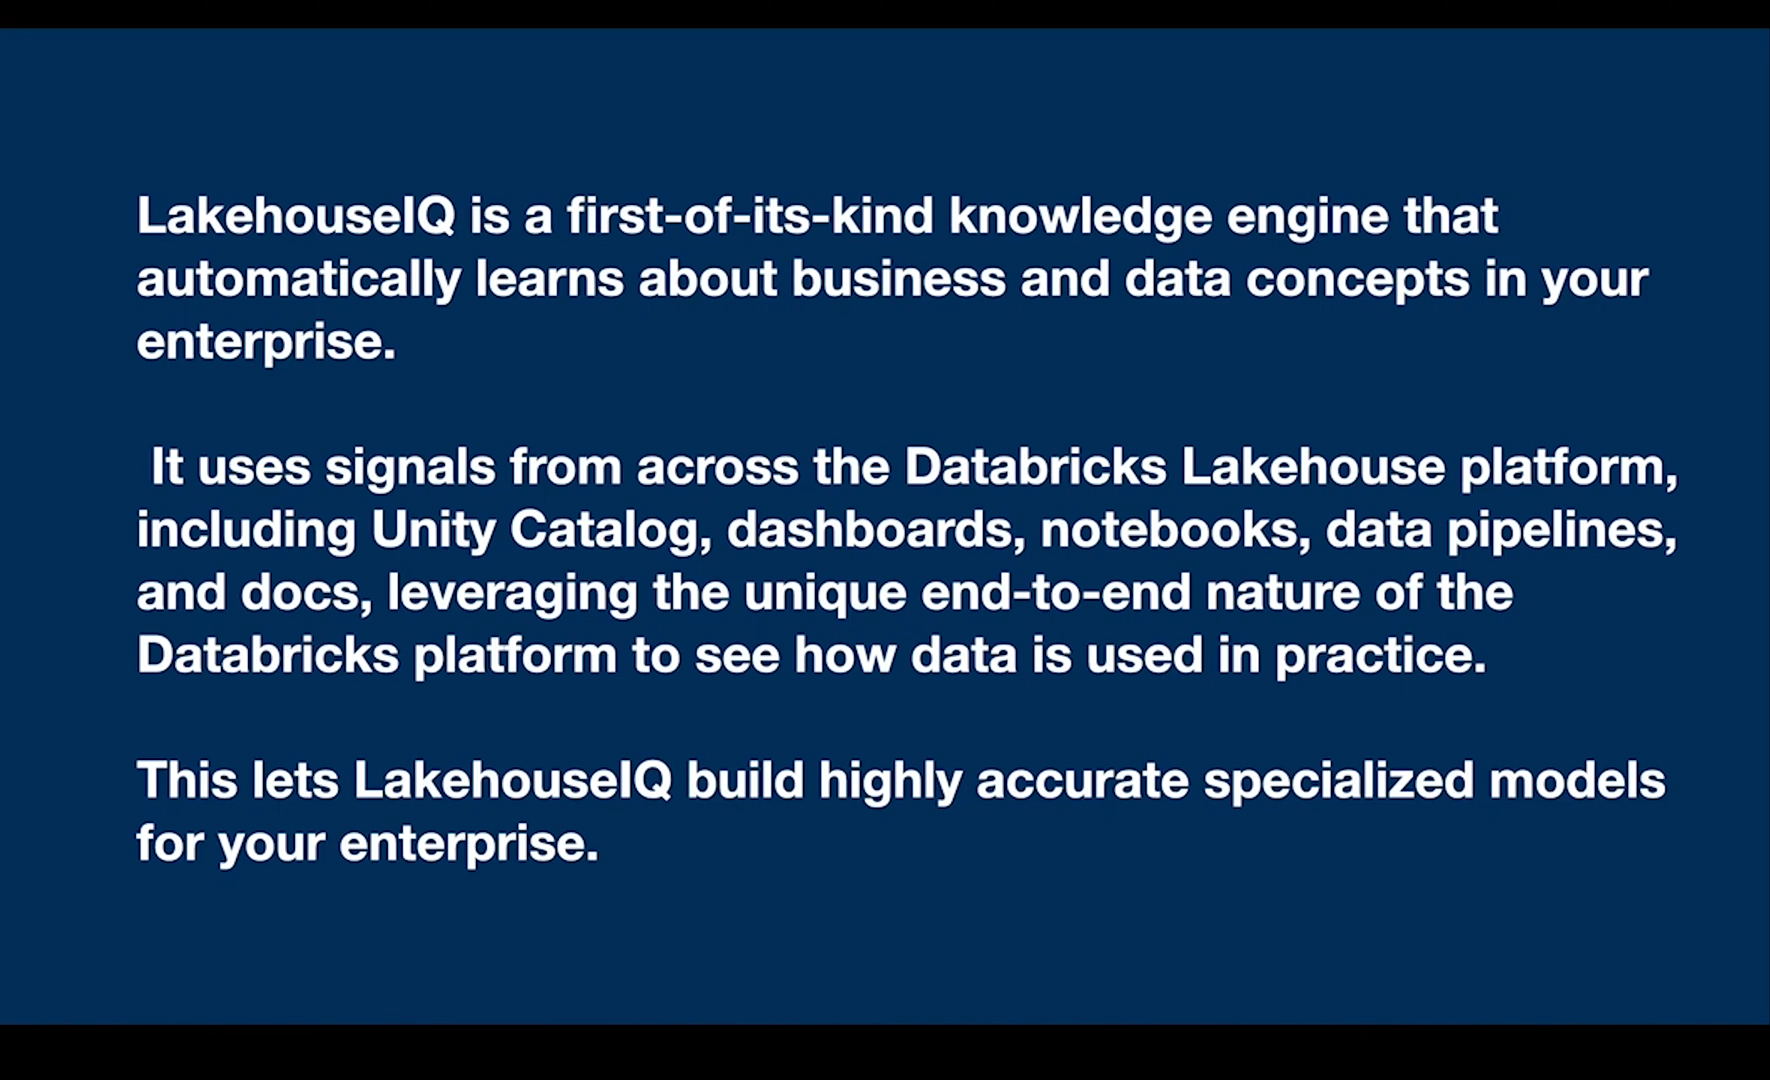 LakehouseIQ is a first-of-its-kind knowledge engine that
automatically learns about business and data concepts in your
enterprise.
It uses signals from across the Databricks Lakehouse platform,
including Unity Catalog, dashboards, notebooks, data pipelines,
and docs, leveraging the unique end-to-end nature of the
Databricks platform to see how data is used in practice.
This lets LakehouseIQ build highly accurate specialized models
for your enterprise.